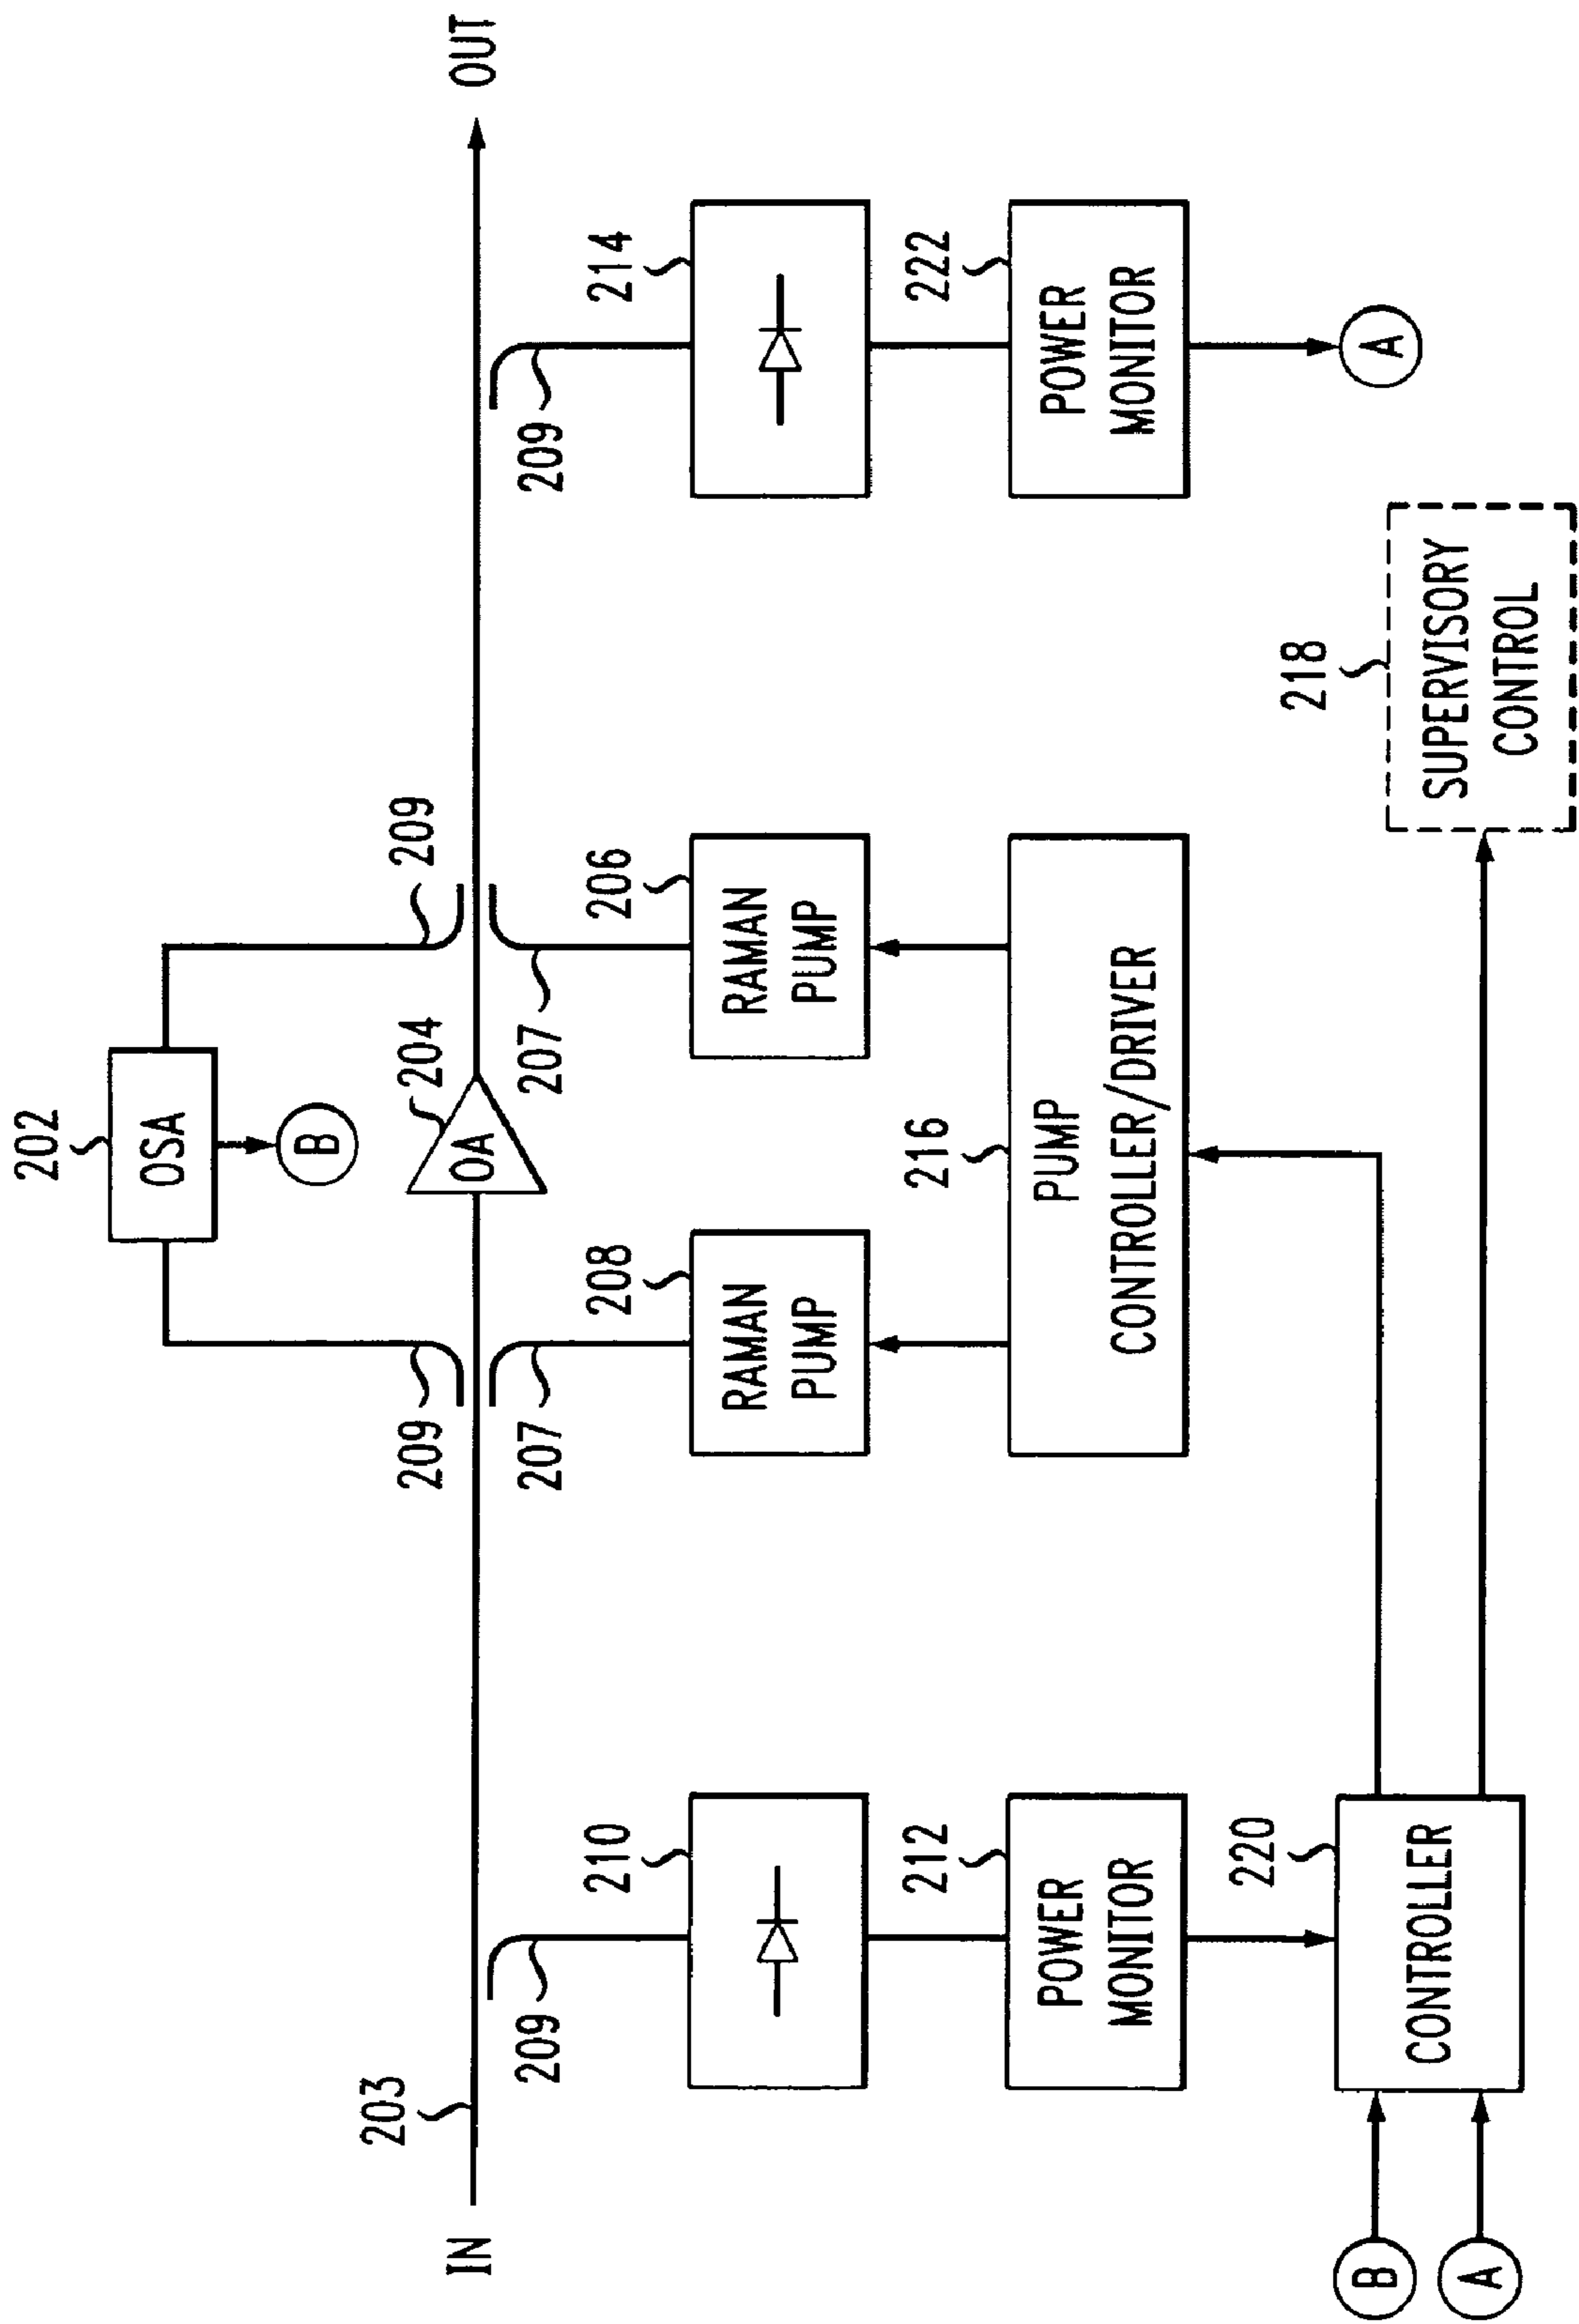 202
OSA
B
209
204
209
203
IN
OA
OUT
209
207
207
209
210
208
206
214
RAMAN
PUMP
RAMAN
PUMP
212
216
222
POWER
MONITOR
PUMP
CONTROLLER/DRIVER
POWER
MONITOR
220
218
A
B
A
CONTROLLER
SUPERVISORY
CONTROL